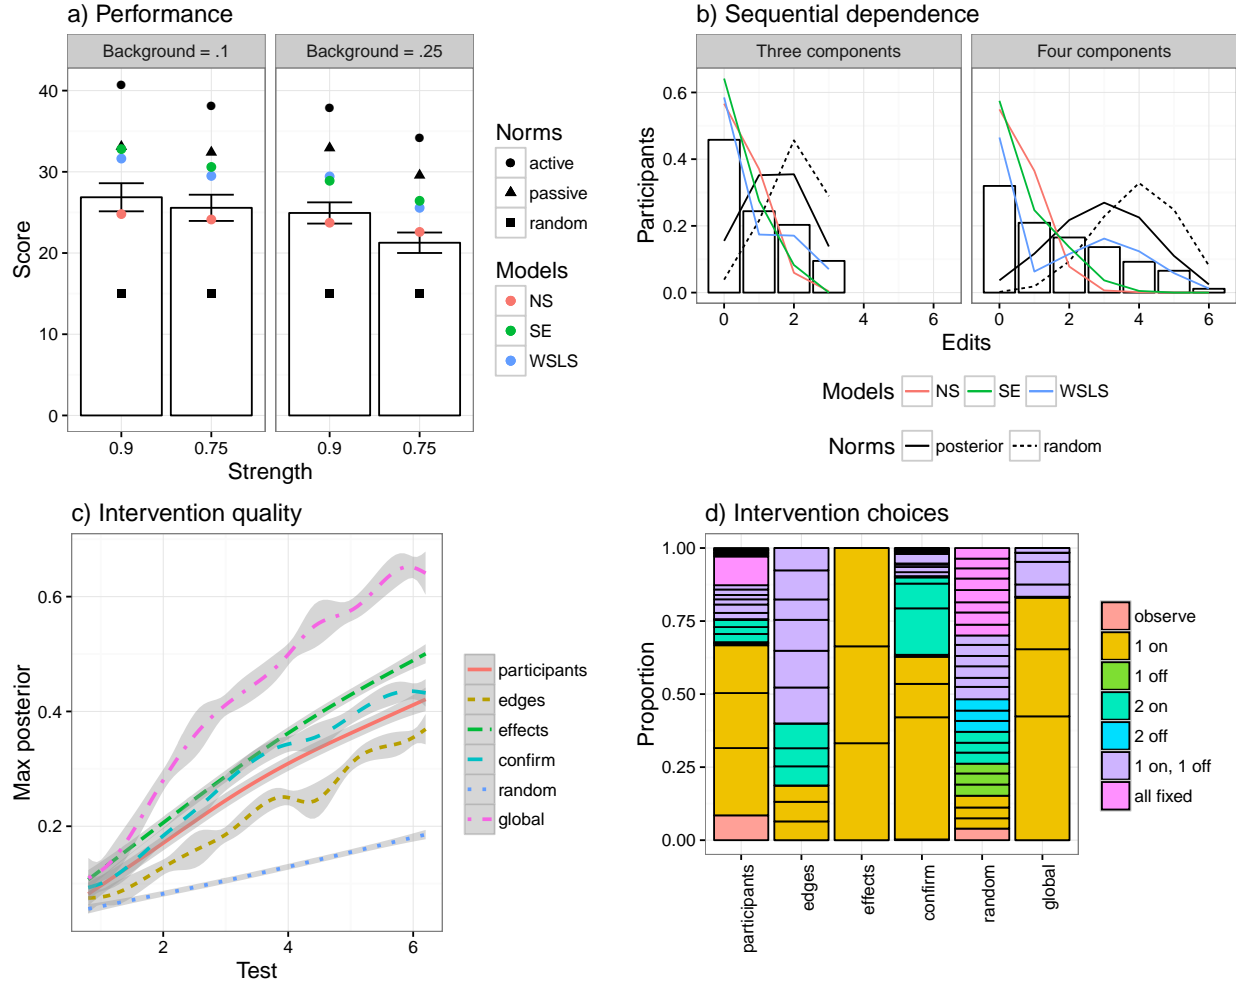 a) Performance
Background = .1
Background = .25
40
30
20
10
0
Score
0.9
0.75
0.9
0.75
Strength
Norms
active
passive
random
Models
NS
SE
WSLS
b) Sequential dependence
Three components
Four components
0.6
0.4
0.2
0.0
Participants
0 2 4 6
0 2 4 6
Edits
Models NS SE WSLS
Norms posterior random
c) Intervention quality
0.6
0.4
0.2
Max posterior
2 4 6
Test
participants
edges
effects
confirm
random
global
d) Intervention choices
1.00
0.75
0.50
0.25
0.00
Proportion
participants
edges
effects
confirm
random
global
observe
1 on
1 off
2 on
2 off
1 on, 1 off
all fixed